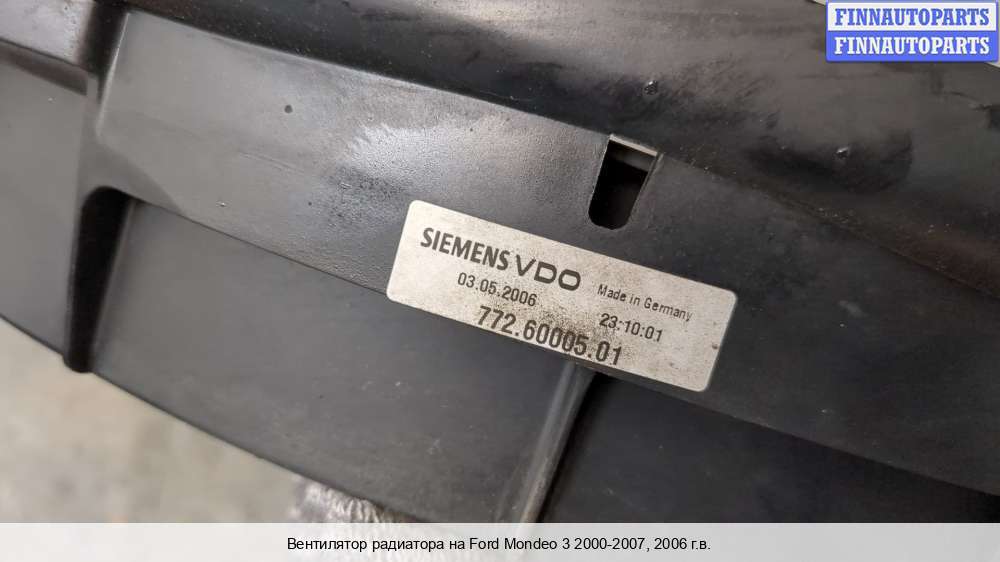 FINNAUTOPARTS
FINNAUTOPARTS
SIEMENS VDO
03.05.2006 Made in Germany
772.60005.01 23:10:01
Вентилятор радиатора на Ford Mondeo 3 2000-2007, 2006 г.в.